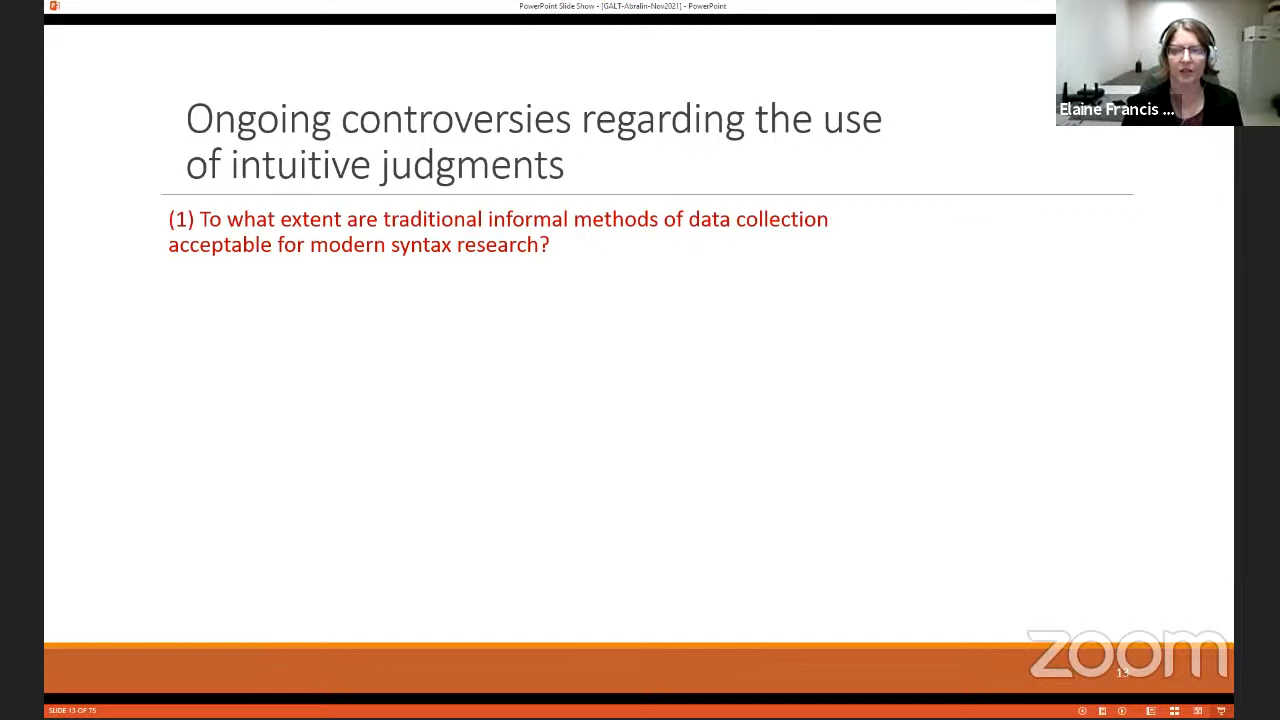 PowerPoint Slide Show - [GALT-Abralin-Nov2021] - PowerPoint
Elaine Francis ...
Ongoing controversies regarding the use
of intuitive judgments
(1) To what extent are traditional informal methods of data collection
acceptable for modern syntax research?
zoom
13
SLIDE 13 OF 75